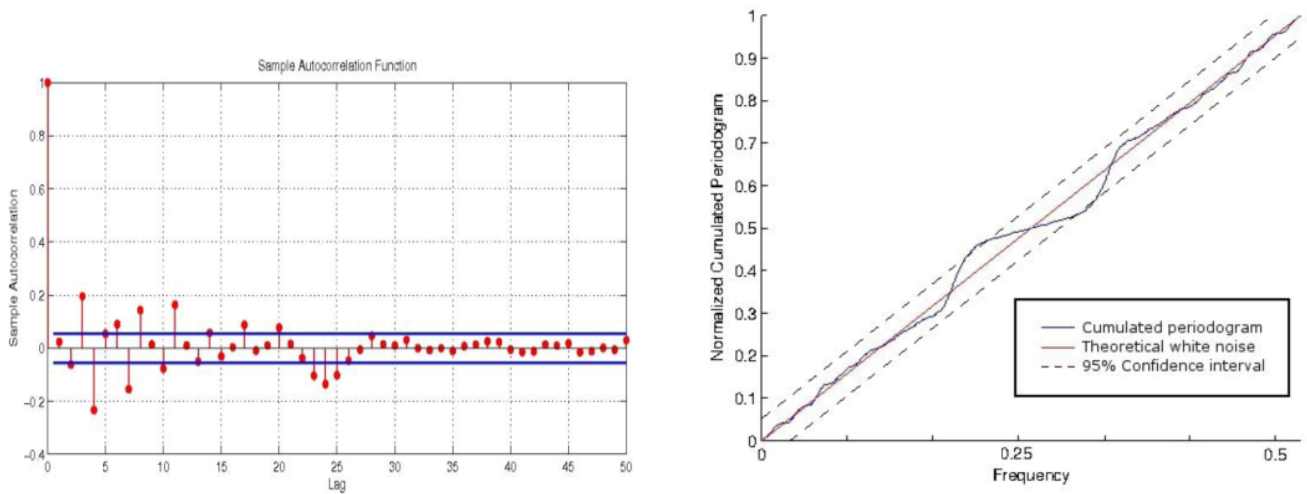 Sample Autocorrelation Function
Sample Autocorrelation
1
0.8
0.6
0.4
0.2
0
−0.2
−0.4
0 5 10 15 20 25 30 35 40 45 50
Lag
Normalized Cumulated Periodogram
1
0.9
0.8
0.7
0.6
0.5
0.4
0.3
0.2
0.1
0
Cumulated periodogram
Theoretical white noise
95% Confidence interval
0 0.25 0.5
Frequency